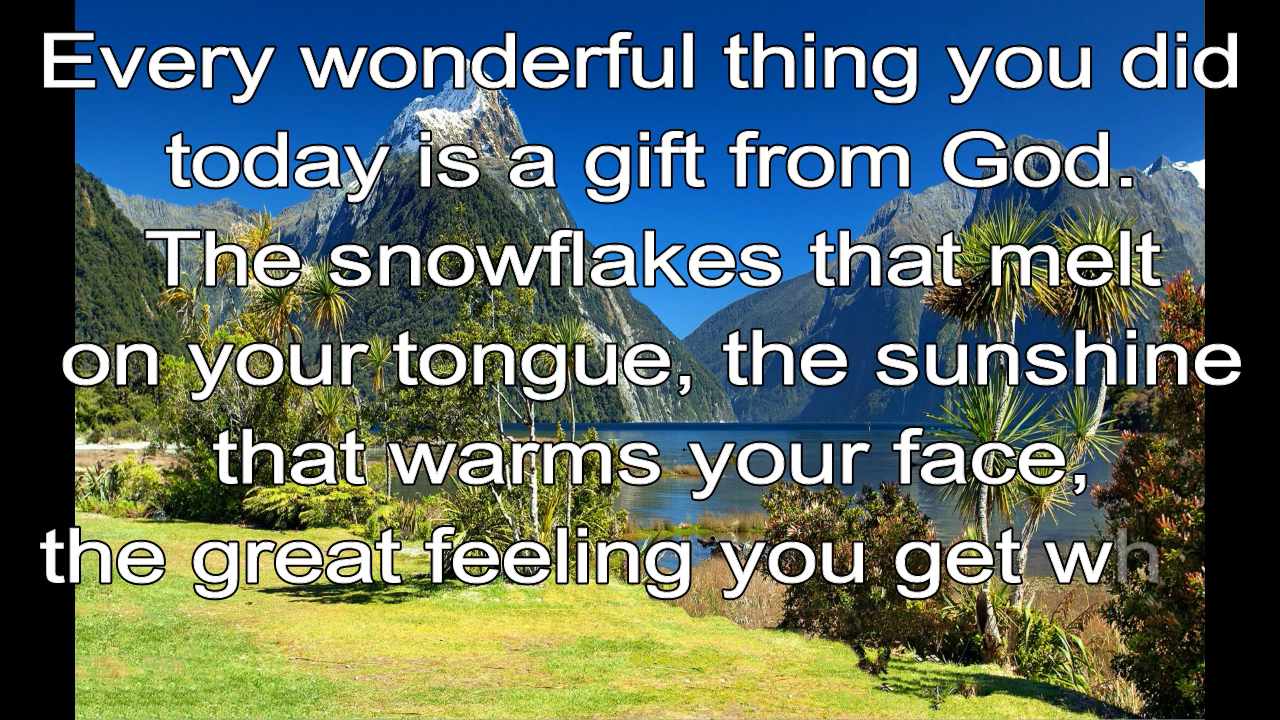 Every wonderful thing you did
today is a gift from God.
The snowflakes that melt
on your tongue, the sunshine
that warms your face,
the great feeling you get wh